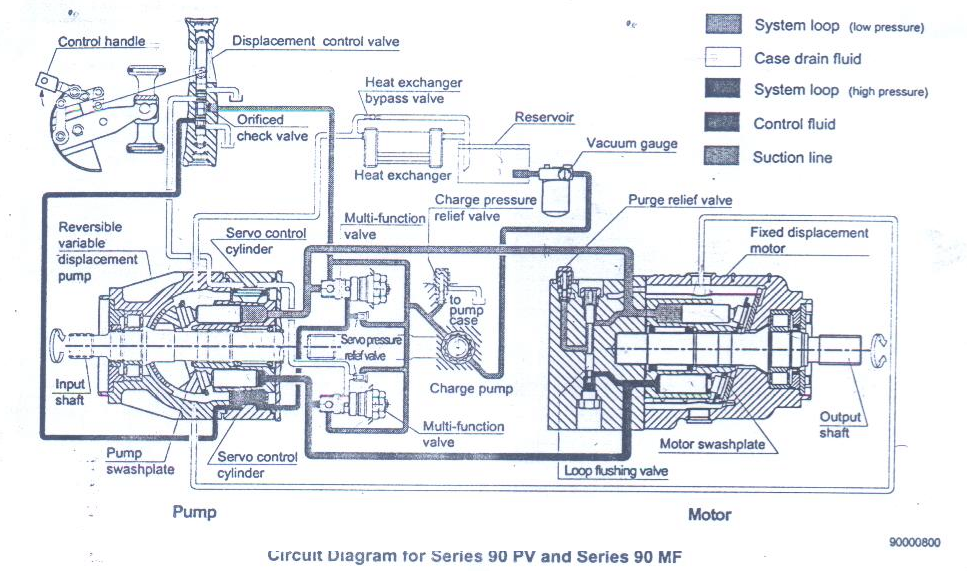 Control handle
Displacement control valve
Orificed
check valve
Heat exchanger
bypass valve
Heat exchanger
Reservoir
Vacuum gauge
System loop (low pressure)
Case drain fluid
System loop (high pressure)
Control fluid
Suction line
Reversible
variable
displacement
pump
Servo control
cylinder
Multi-function
valve
Charge pressure
relief valve
Purge relief valve
Fixed displacement
motor
to
pump
case
Servo pressure
relief valve
Charge pump
Input
shaft
Multi-function
valve
Output
shaft
Motor swashplate
Pump
swashplate
Servo control
cylinder
Loop flushing valve
Pump
Motor
90000800
Circuit Diagram for Series 90 PV and Series 90 MF